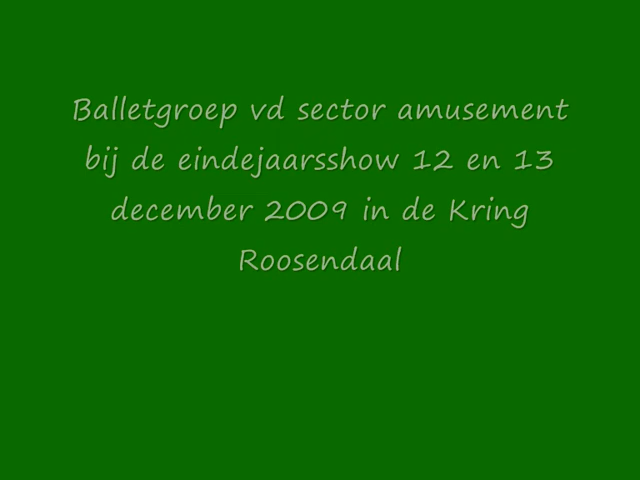 Balletgroep vd sector amusement
bij de eindejaarsshow 12 en 13
december 2009 in de Kring
Roosendaal